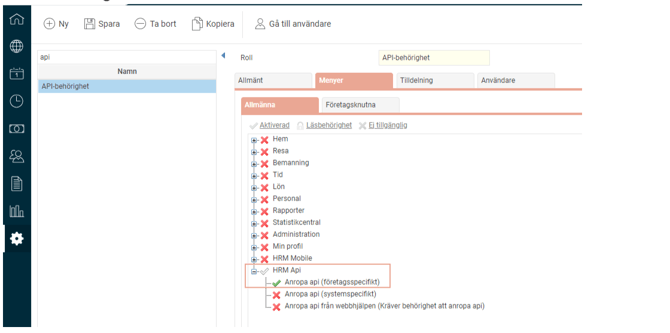 Ny Spara Ta bort Kopiera Gå till användare
api
Namn
API-behörighet
Roll API-behörighet
Allmänt Menyer Tilldelning Användare
Allmänna Företagsknutna
Aktiverad Läsbehörighet Ej tillgänglig
Hem
Resa
Bemanning
Tid
Lön
Personal
Rapporter
Statistikcentral
Administration
Min profil
HRM Mobile
HRM Api
Anropa api (företagsspecifikt)
Anropa api (systemspecifikt)
Anropa api från webbhjälpen (Kräver behörighet att anropa api)